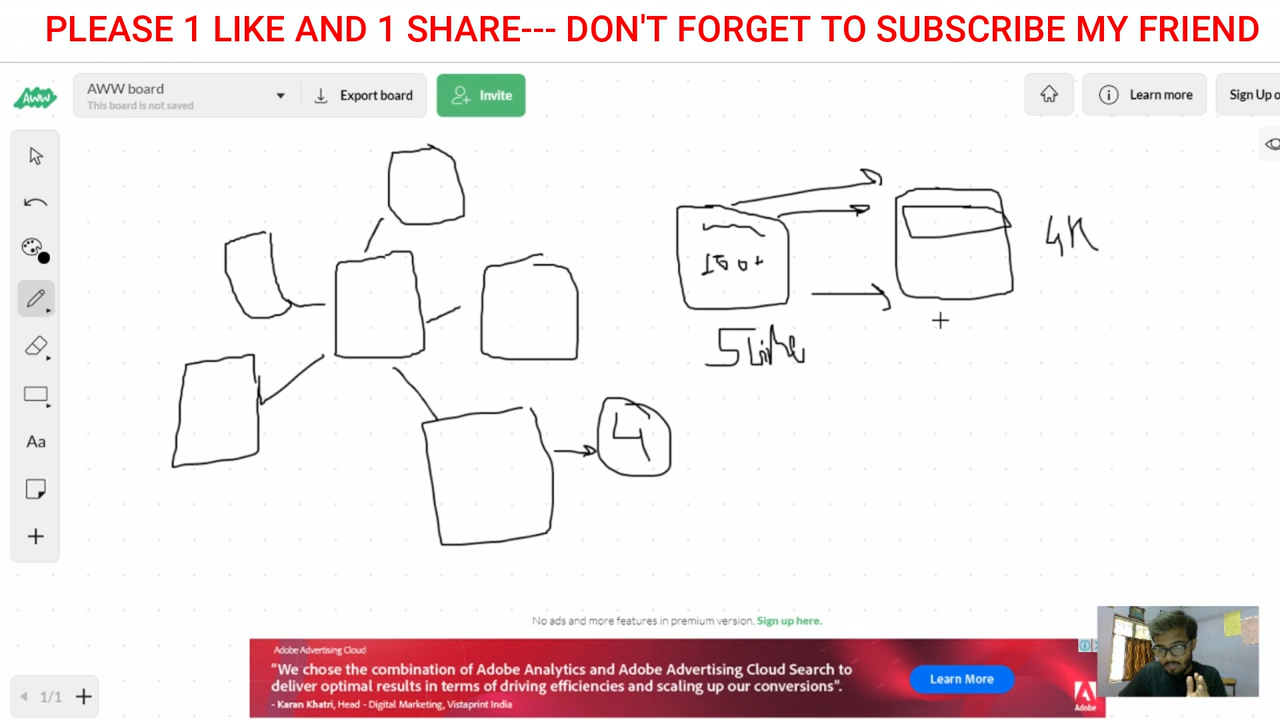 PLEASE 1 LIKE AND 1 SHARE--- DON'T FORGET TO SUBSCRIBE MY FRIEND
AWW
AWW board
This board is not saved
Export board
Invite
Learn more
Sign Up o
Aa
100+
4K
5 like
4
No ads and more features in premium version. Sign up here.
Adobe Advertising Cloud
“We chose the combination of Adobe Analytics and Adobe Advertising Cloud Search to
deliver optimal results in terms of driving efficiencies and scaling up our conversions”.
- Karan Khatri, Head - Digital Marketing, Vistaprint India
Learn More
Adobe
1/1